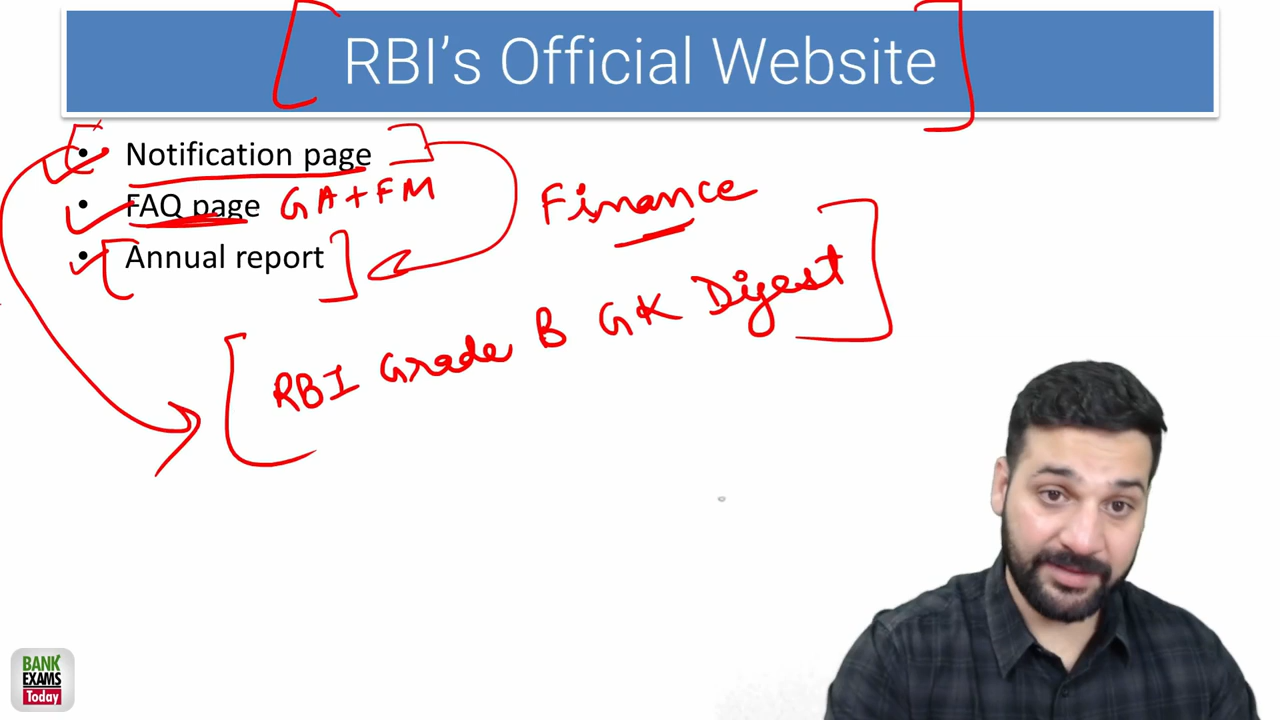 RBI's Official Website
• Notification page
• FAQ page GA+FM
Finance
• Annual report
RBI Grade B GK Digest
BANK
EXAMS
Today